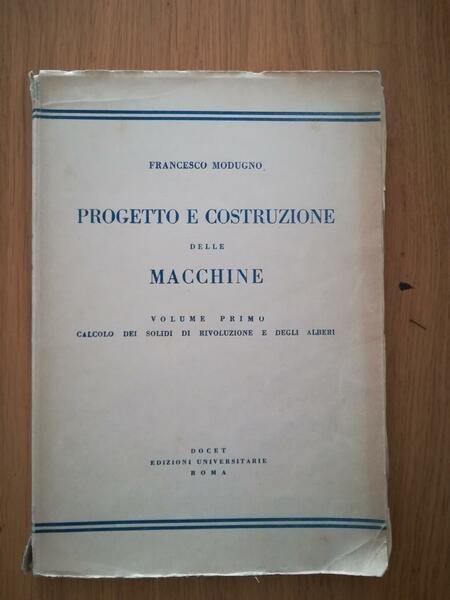 FRANCESCO MODUGNO
PROGETTO E COSTRUZIONE
DELLE
MACCHINE
VOLUME PRIMO
CALCOLO DEI SOLIDI DI RIVOLUZIONE E DEGLI ALBERI
DOCET
EDIZIONI UNIVERSITARIE
ROMA